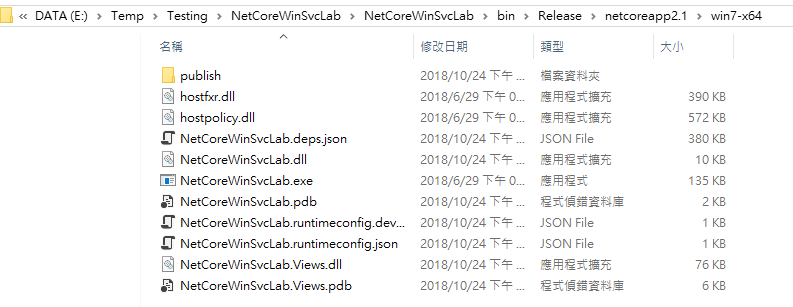 « DATA (E:) › Temp › Testing › NetCoreWinSvcLab › NetCoreWinSvcLab › bin › Release › netcoreapp2.1 › win7-x64
名稱 修改日期 類型 大小
publish 2018/10/24 下午 ... 檔案資料夾
hostfxr.dll 2018/6/29 下午 0... 應用程式擴充 390 KB
hostpolicy.dll 2018/6/29 下午 0... 應用程式擴充 572 KB
NetCoreWinSvcLab.deps.json 2018/10/24 下午 ... JSON File 380 KB
NetCoreWinSvcLab.dll 2018/10/24 下午 ... 應用程式擴充 10 KB
NetCoreWinSvcLab.exe 2018/6/29 下午 0... 應用程式 135 KB
NetCoreWinSvcLab.pdb 2018/10/24 下午 ... 程式偵錯資料庫 2 KB
NetCoreWinSvcLab.runtimeconfig.dev... 2018/10/24 下午 ... JSON File 1 KB
NetCoreWinSvcLab.runtimeconfig.json 2018/10/24 下午 ... JSON File 1 KB
NetCoreWinSvcLab.Views.dll 2018/10/24 下午 ... 應用程式擴充 76 KB
NetCoreWinSvcLab.Views.pdb 2018/10/24 下午 ... 程式偵錯資料庫 6 KB